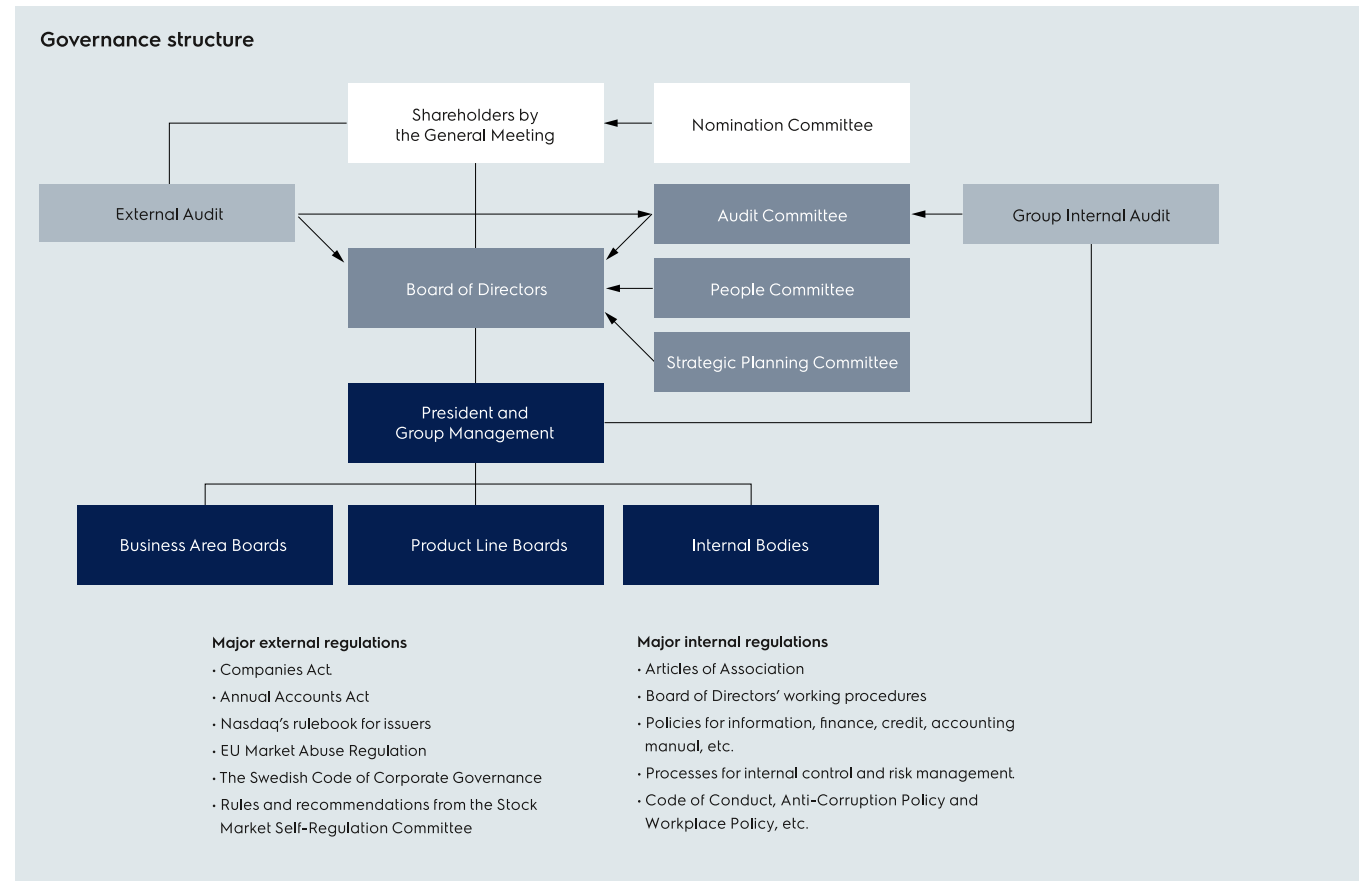 Governance structure
Shareholders by
the General Meeting
Nomination Committee
External Audit
Audit Committee
Group Internal Audit
Board of Directors
People Committee
Strategic Planning Committee
President and
Group Management
Business Area Boards
Product Line Boards
Internal Bodies
Major external regulations
• Companies Act.
• Annual Accounts Act
• Nasdaq's rulebook for issuers
• EU Market Abuse Regulation
• The Swedish Code of Corporate Governance
• Rules and recommendations from the Stock
Market Self-Regulation Committee
Major internal regulations
• Articles of Association
• Board of Directors' working procedures
• Policies for information, finance, credit, accounting
manual, etc.
• Processes for internal control and risk management.
• Code of Conduct, Anti-Corruption Policy and
Workplace Policy, etc.